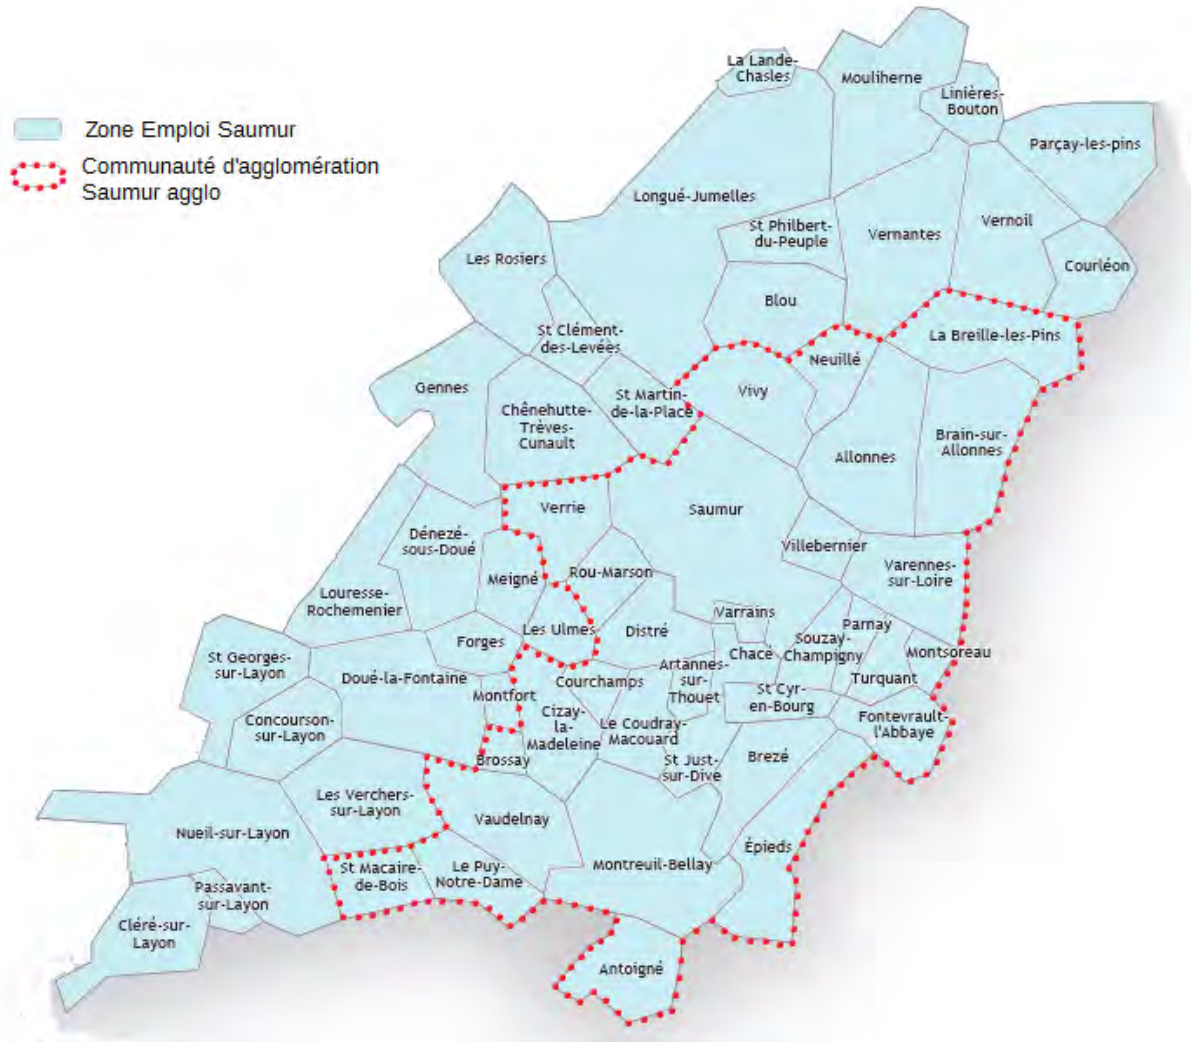 La Lande-
Chasles
Mouliherne
Linières-
Bouton
Zone Emploi Saumur
Parçay-les-pins
Communauté d'agglomération
Saumur agglo
Longué-Jumelles
St Philbert-
du-Peuple
Vernantes
Vernoil
Les Rosiers
Courléon
Blou
St Clément-
des-Levées
La Breille-les-Pins
Neuillé
Gennes
Vivy
St Martin-
de-la-Place
Chênehutte-
Trèves-
Cunault
Brain-sur-
Allonnes
Allonnes
Verrie
Saumur
Dénezé-
sous-Doué
Villebernier
Varennes-
sur-Loire
Meigné
Rou-Marson
Louresse-
Rochemenier
Varrains
Parnay
Les Ulmes
Distré
Forges
Souzay-
Champigny
Chacé
Montsoreau
St Georges-
sur-Layon
Doué-la-Fontaine
Artannes-
sur-
Thouet
Turquant
Courchamps
Montfort
St Cyr-
en-Bourg
Concourson-
sur-Layon
Cizay-
la-
Madeleine
Le Coudray-
Macouard
Fontevrault-
l'Abbaye
Brossay
St Just-
sur-Dive
Brezé
Les Verchers-
sur-Layon
Vaudelnay
Nueil-sur-Layon
Épieds
St Macaire-
de-Bois
Le Puy-
Notre-Dame
Montreuil-Bellay
Passavant-
sur-Layon
Cléré-sur-
Layon
Antoigné